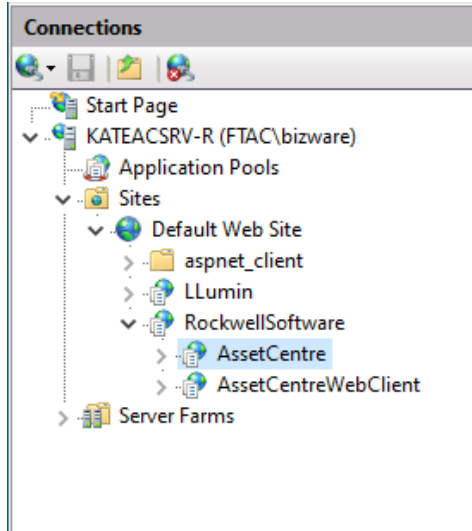 Connections
Start Page
KATEACSRV-R (FTAC\bizware)
Application Pools
Sites
Default Web Site
aspnet_client
LLumin
RockwellSoftware
AssetCentre
AssetCentreWebClient
Server Farms